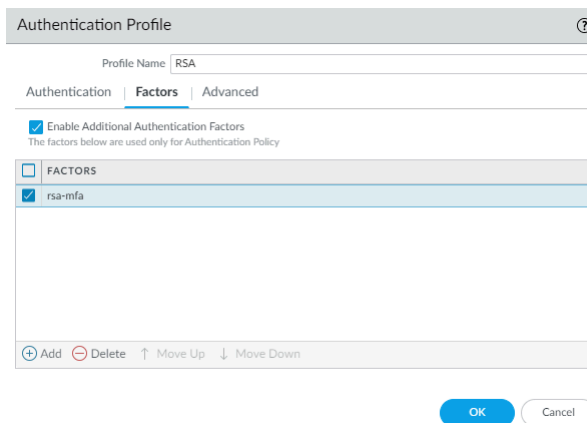 Authentication Profile
Profile Name RSA
Authentication | Factors | Advanced
Enable Additional Authentication Factors
The factors below are used only for Authentication Policy
FACTORS
rsa-mfa
Add Delete Move Up Move Down
OK Cancel